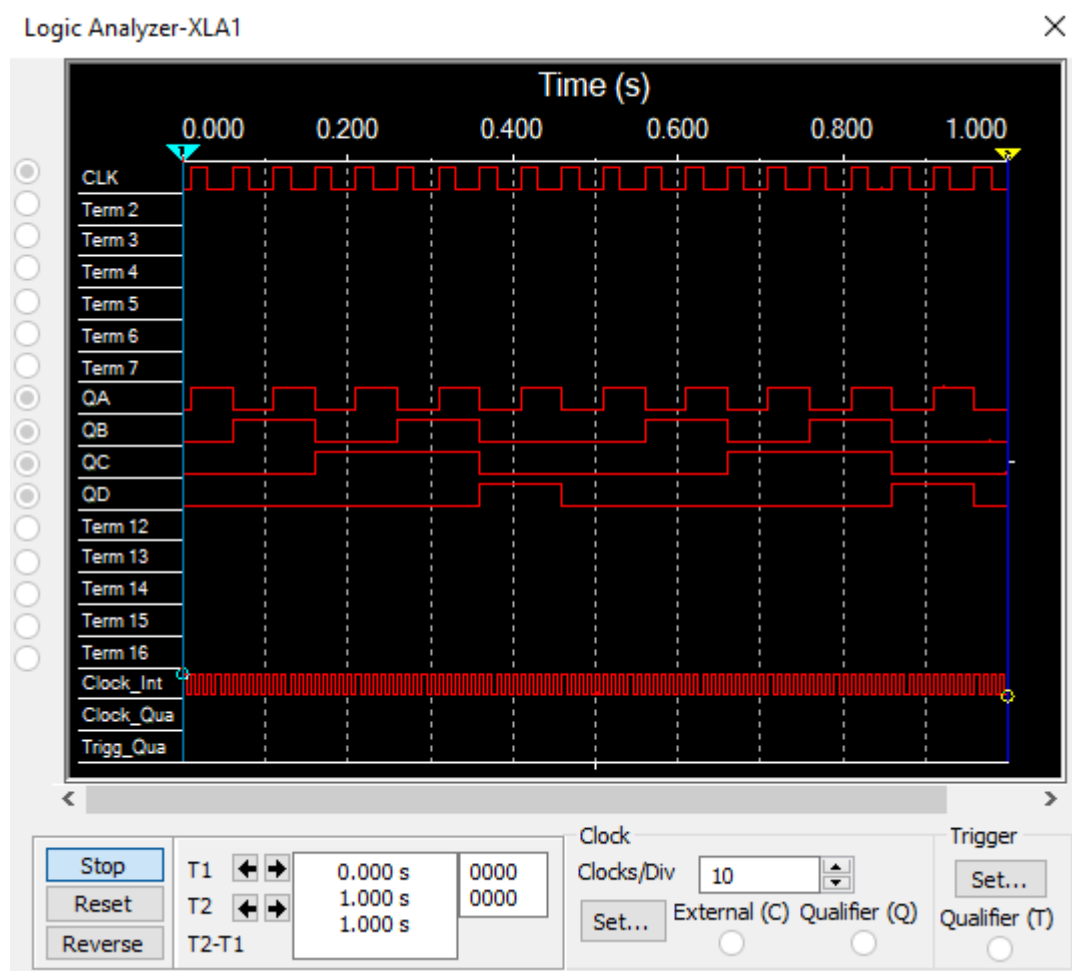 Logic Analyzer-XLA1
Time (s)
0.000 0.200 0.400 0.600 0.800 1.000
1 2
CLK
Term 2
Term 3
Term 4
Term 5
Term 6
Term 7
QA
QB
QC
QD
Term 12
Term 13
Term 14
Term 15
Term 16
Clock_Int
Clock_Qua
Trigg_Qua
Stop
Reset
Reverse
T1 0.000 s 0000
T2 1.000 s 0000
T2-T1 1.000 s
Clock
Clocks/Div 10
Set... External (C) Qualifier (Q)
Trigger
Set...
Qualifier (T)